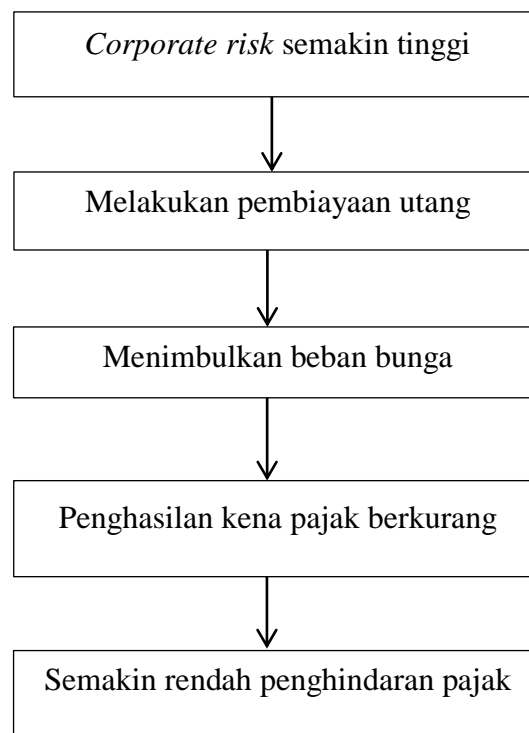 Corporate risk semakin tinggi
Melakukan pembiayaan utang
Menimbulkan beban bunga
Penghasilan kena pajak berkurang
Semakin rendah penghindaran pajak